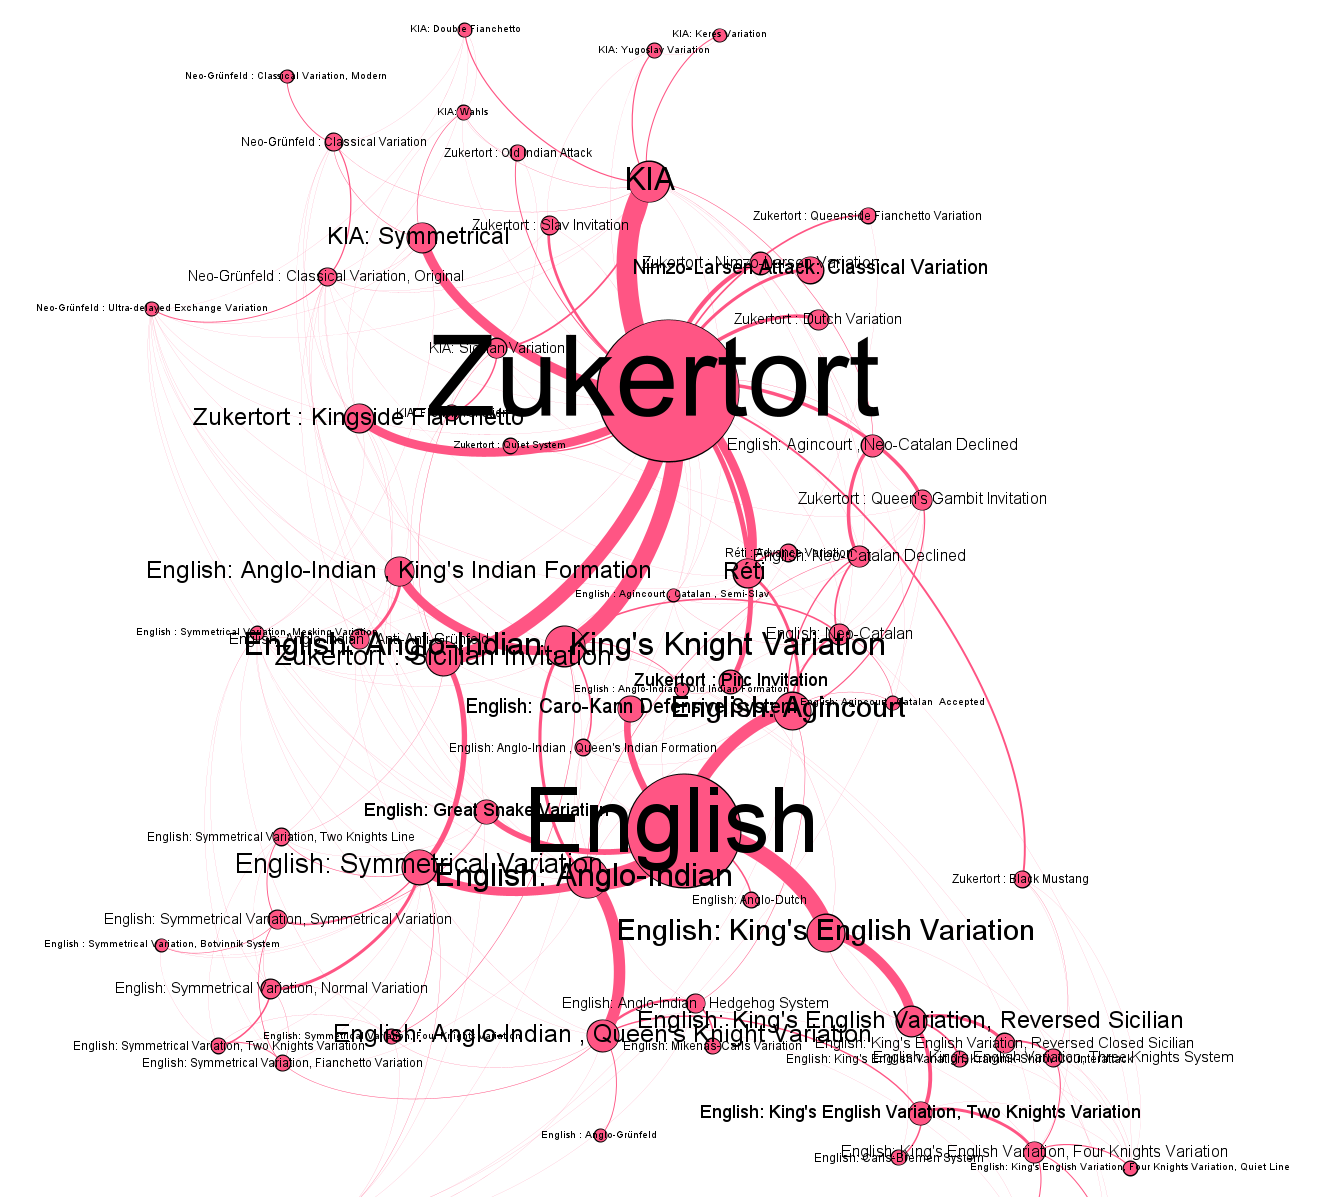 KIA: Double Fianchetto
KIA: Keres Variation
KIA: Yugoslav Variation
Neo-Grünfeld : Classical Variation, Modern
KIA: Wahls
Neo-Grünfeld : Classical Variation
Zukertort : Old Indian Attack
KIA
Zukertort : Queenside Fianchetto Variation
Zukertort : Slav Invitation
KIA: Symmetrical
Zukertort : Nimzo-Larsen Variation
Nimzo-Larsen Attack: Classical Variation
Neo-Grünfeld : Classical Variation, Original
Neo-Grünfeld : Ultra-delayed Exchange Variation
Zukertort : Dutch Variation
KIA: Sicilian Variation
Zukertort
KIA:
Zukertort : Kingside Fianchetto
Zukertort : Quiet System
English: Agincourt , Neo-Catalan Declined
Zukertort : Queen's Gambit Invitation
Réti : Advance Variation
English: Neo-Catalan Declined
English: Anglo-Indian , King's Indian Formation
Réti
English : Agincourt , Catalan , Semi-Slav
English : Symmetrical Variation, Mecking Variation
English: Neo-Catalan
English: Anglo-Indian , Anti-Anti-Grünfeld
English: Anglo-Indian , King's Knight Variation
Zukertort : Sicilian Invitation
Zukertort : Pirc Invitation
English : Anglo-Indian , Old Indian Formation
English: Agincourt , Catalan Accepted
English: Caro-Kann Defensive System
English: Agincourt
English: Anglo-Indian , Queen's Indian Formation
English: Great Snake Variation
English
English: Symmetrical Variation, Two Knights Line
English: Symmetrical Variation
English: Anglo-Indian
Zukertort : Black Mustang
English: Anglo-Dutch
English: Symmetrical Variation, Symmetrical Variation
English: King's English Variation
English : Symmetrical Variation, Botvinnik System
English: Symmetrical Variation, Normal Variation
English: Anglo-Indian , Hedgehog System
English: King's English Variation, Reversed Sicilian
English: Symmetrical Variation, Four Knights Variation
English: Anglo-Indian , Queen's Knight Variation
English: Symmetrical Variation, Two Knights Variation
English: Mikenas-Carls Variation
English: King's English Variation, Reversed Closed Sicilian
English: King's English Variation, Three Knights System
English: King's English Variation, Kramnik-Shirov Counterattack
English: Symmetrical Variation, Fianchetto Variation
English: King's English Variation, Two Knights Variation
English : Anglo-Grünfeld
English: King's English Variation, Four Knights Variation
English: Carls-Bremen System
English: King's English Variation, Four Knights Variation, Quiet Line